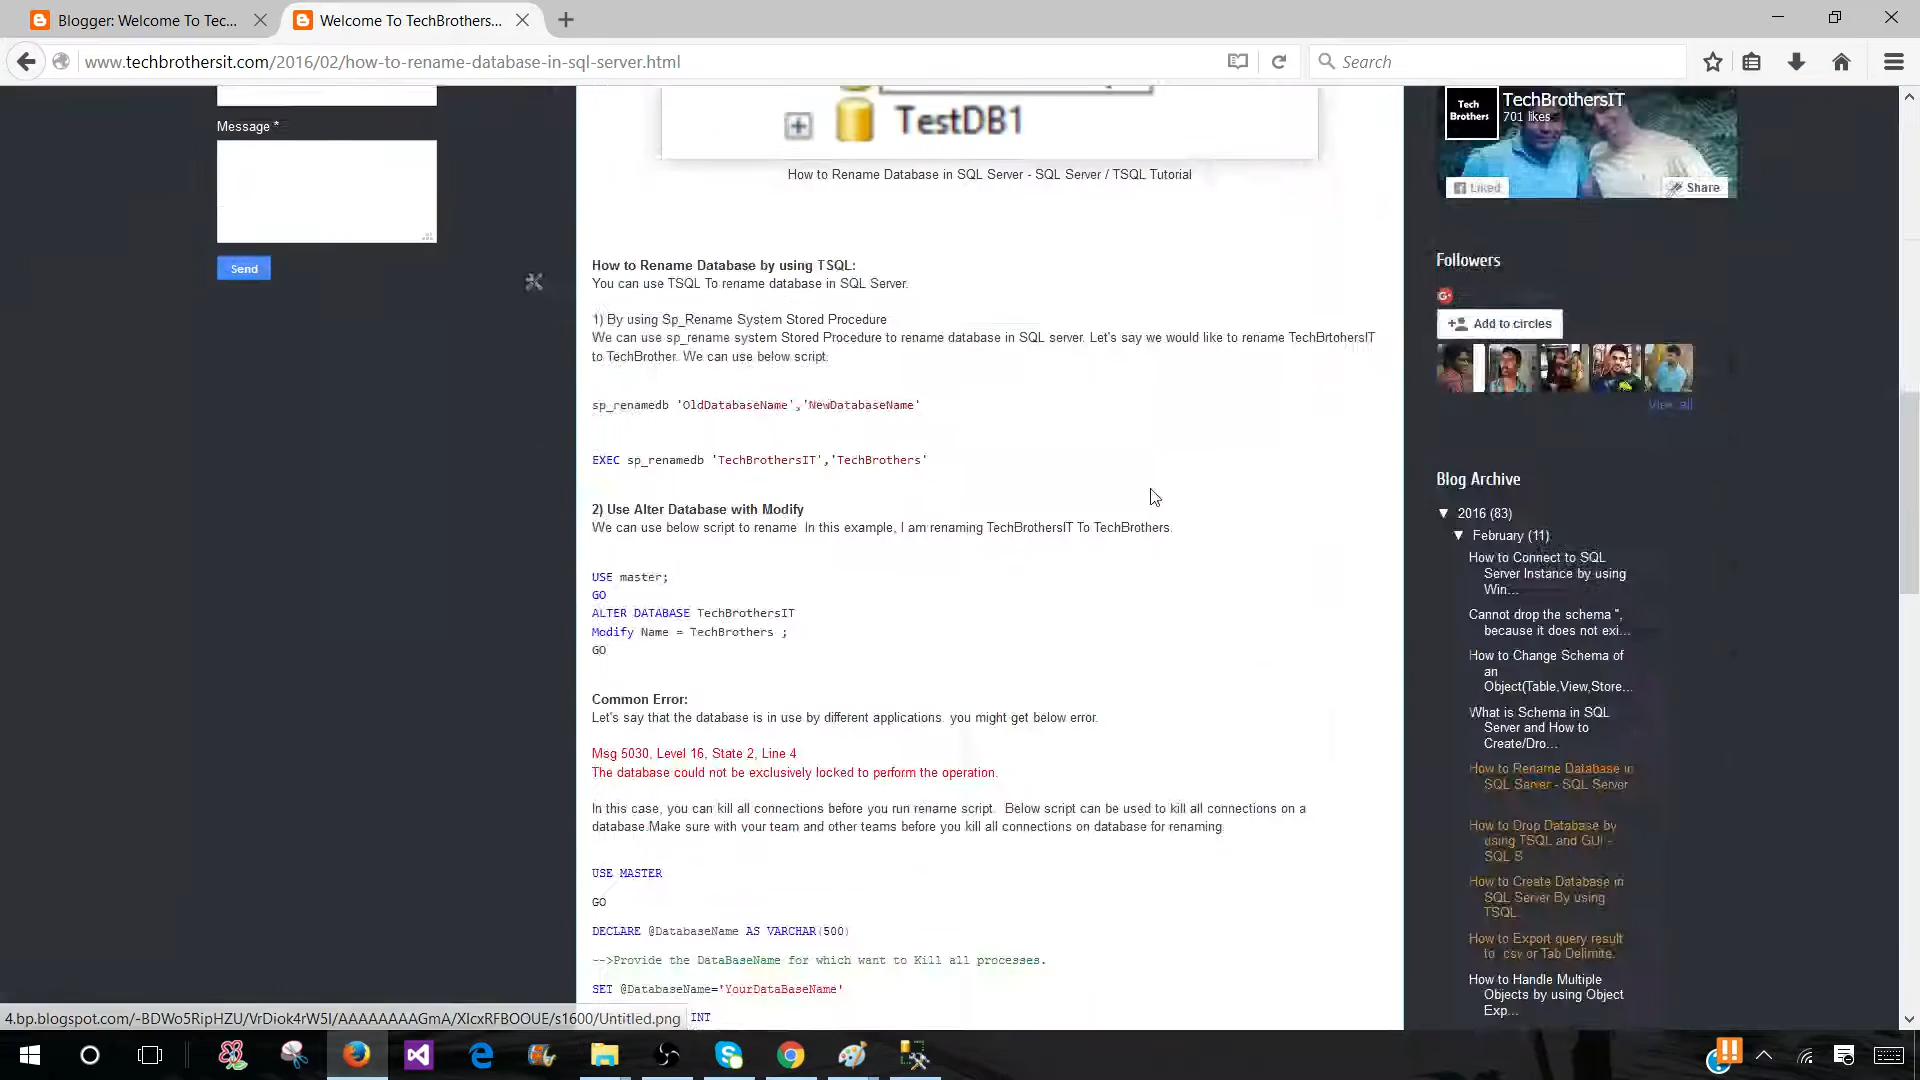 Blogger: Welcome To Tec...
Welcome To TechBrothers...
www.techbrothersit.com/2016/02/how-to-rename-database-in-sql-server.html
Search
Message *
Send
TestDB1
How to Rename Database in SQL Server - SQL Server / TSQL Tutorial
How to Rename Database by using TSQL:
You can use TSQL To rename database in SQL Server.
1) By using Sp_Rename System Stored Procedure
We can use sp_rename system Stored Procedure to rename database in SQL server. Let's say we would like to rename TechBrtohersIT
to TechBrother. We can use below script.
sp_renamedb 'OldDatabaseName','NewDatabaseName'
EXEC sp_renamedb 'TechBrothersIT','TechBrothers'
2) Use Alter Database with Modify
We can use below script to rename  In this example, I am renaming TechBrothersIT To TechBrothers.
USE master;
GO
ALTER DATABASE TechBrothersIT
Modify Name = TechBrothers ;
GO
Common Error:
Let's say that the database is in use by different applications  you might get below error.
Msg 5030, Level 16, State 2, Line 4
The database could not be exclusively locked to perform the operation.
In this case, you can kill all connections before you run rename script.  Below script can be used to kill all connections on a
database.Make sure with your team and other teams before you kill all connections on database for renaming
USE MASTER
GO
DECLARE @DatabaseName AS VARCHAR(500)
-->Provide the DataBaseName for which want to Kill all processes.
SET @DatabaseName='YourDataBaseName'
INT
4.bp.blogspot.com/-BDWo5RipHZU/VrDiok4rW5I/AAAAAAAAGmA/XIcxRFBOOUE/s1600/Untitled.png
Tech
Brothers
TechBrothersIT
701 likes
Liked
Share
Followers
Add to circles
View all
Blog Archive
▼ 2016 (83)
▼ February (11)
How to Connect to SQL
Server Instance by using
Win...
Cannot drop the schema '',
because it does not exi...
How to Change Schema of
an
Object(Table,View,Store...
What is Schema in SQL
Server and How to
Create/Dro...
How to Rename Database in
SQL Server - SQL Server
How to Drop Database by
using TSQL and GUI -
SQL S
How to Create Database in
SQL Server By using
TSQL
How to Export query result
to .csv or Tab Delimite.
How to Handle Multiple
Objects by using Object
Exp...